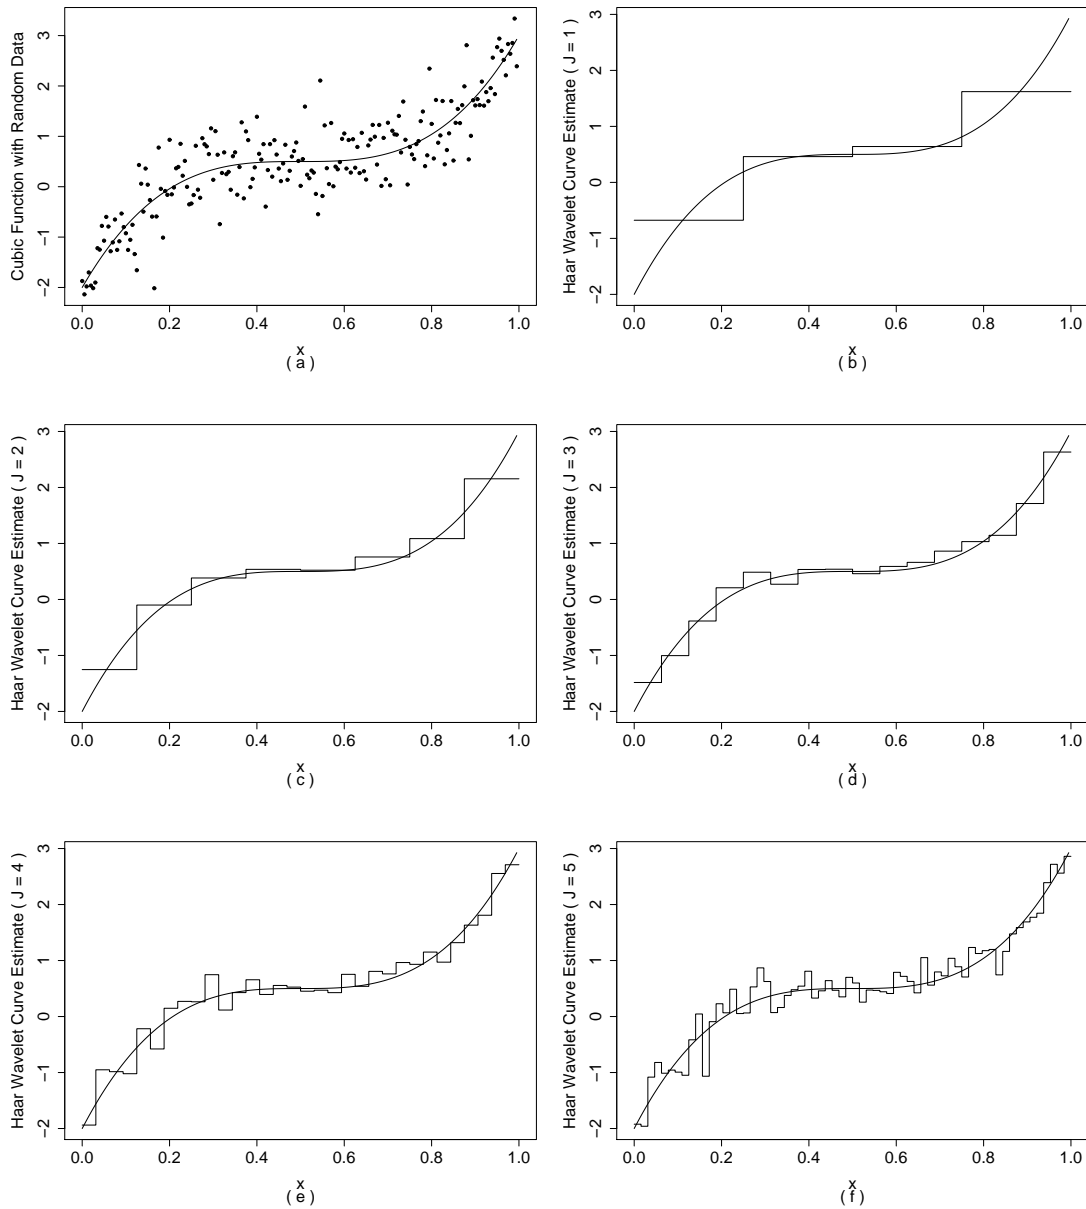 Cubic Function with Random Data
3
2
1
0
−1
−2
0.0 0.2 0.4 0.6 0.8 1.0
x
( a )
Haar Wavelet Curve Estimate ( J = 1 )
3
2
1
0
−1
−2
0.0 0.2 0.4 0.6 0.8 1.0
x
( b )
Haar Wavelet Curve Estimate ( J = 2 )
3
2
1
0
−1
−2
0.0 0.2 0.4 0.6 0.8 1.0
x
( c )
Haar Wavelet Curve Estimate ( J = 3 )
3
2
1
0
−1
−2
0.0 0.2 0.4 0.6 0.8 1.0
x
( d )
Haar Wavelet Curve Estimate ( J = 4 )
3
2
1
0
−1
−2
0.0 0.2 0.4 0.6 0.8 1.0
x
( e )
Haar Wavelet Curve Estimate ( J = 5 )
3
2
1
0
−1
−2
0.0 0.2 0.4 0.6 0.8 1.0
x
( f )